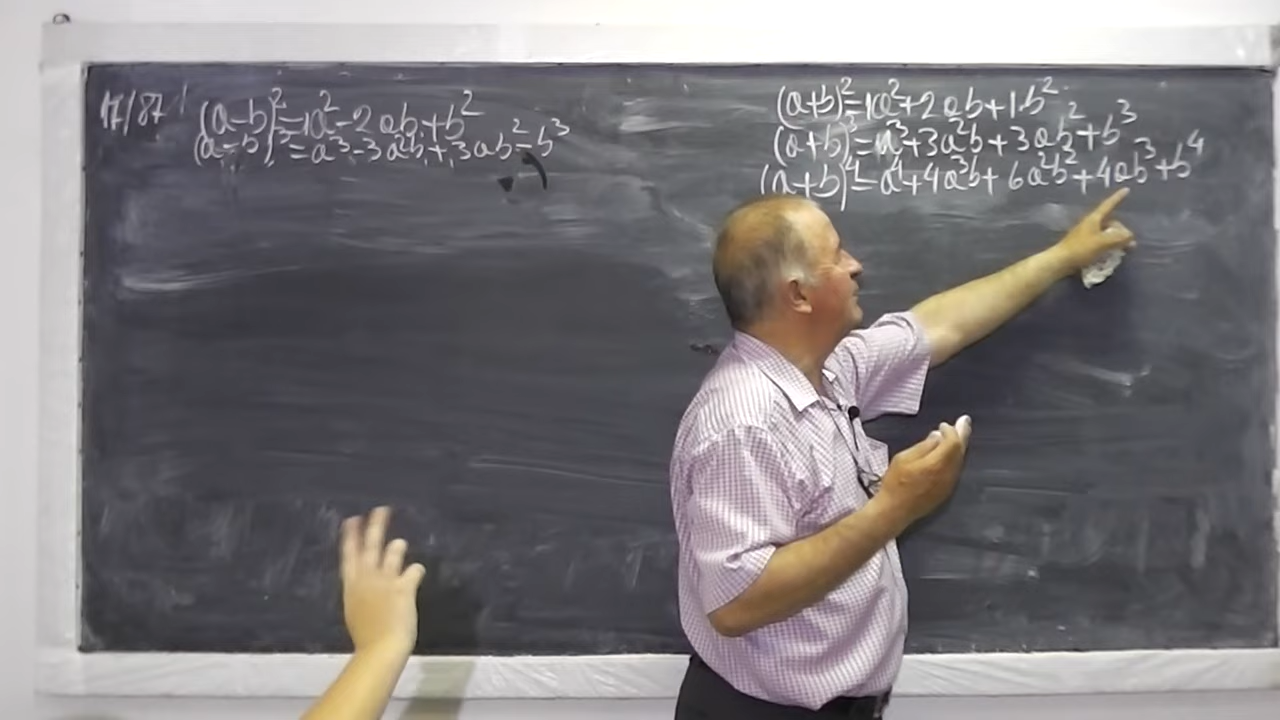 17/87 (a-b)²=1a²-2ab+b²
(a-b)³=a³-3a²b+3ab²-b³
(a+b)²=1a²+2ab+1b²
(a+b)³=a³+3a²b+3ab²+b³
(a+b)⁴=a⁴+4a³b+6a²b²+4ab³+b⁴